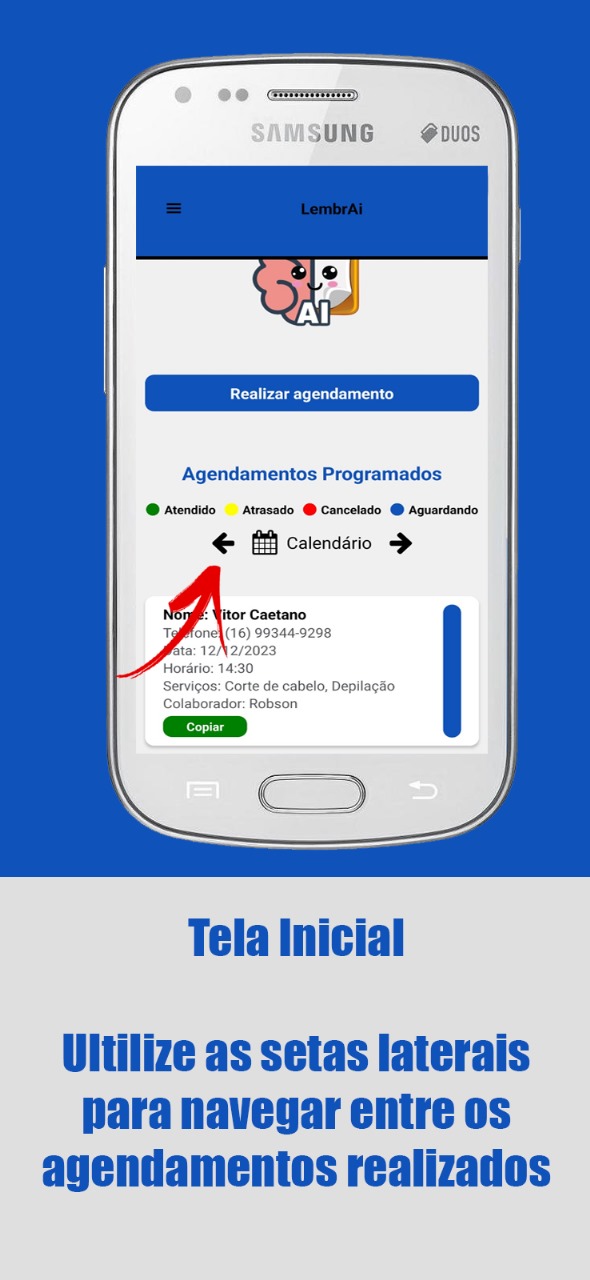 SAMSUNG DUOS
LembrAi
AI
Realizar agendamento
Agendamentos Programados
Atendido Atrasado Cancelado Aguardando
Calendário
Nome: Vitor Caetano
Telefone: (16) 99344-9298
Data: 12/12/2023
Horário: 14:30
Serviços: Corte de cabelo, Depilação
Colaborador: Robson
Copiar
Tela Inicial
Ultilize as setas laterais
para navegar entre os
agendamentos realizados